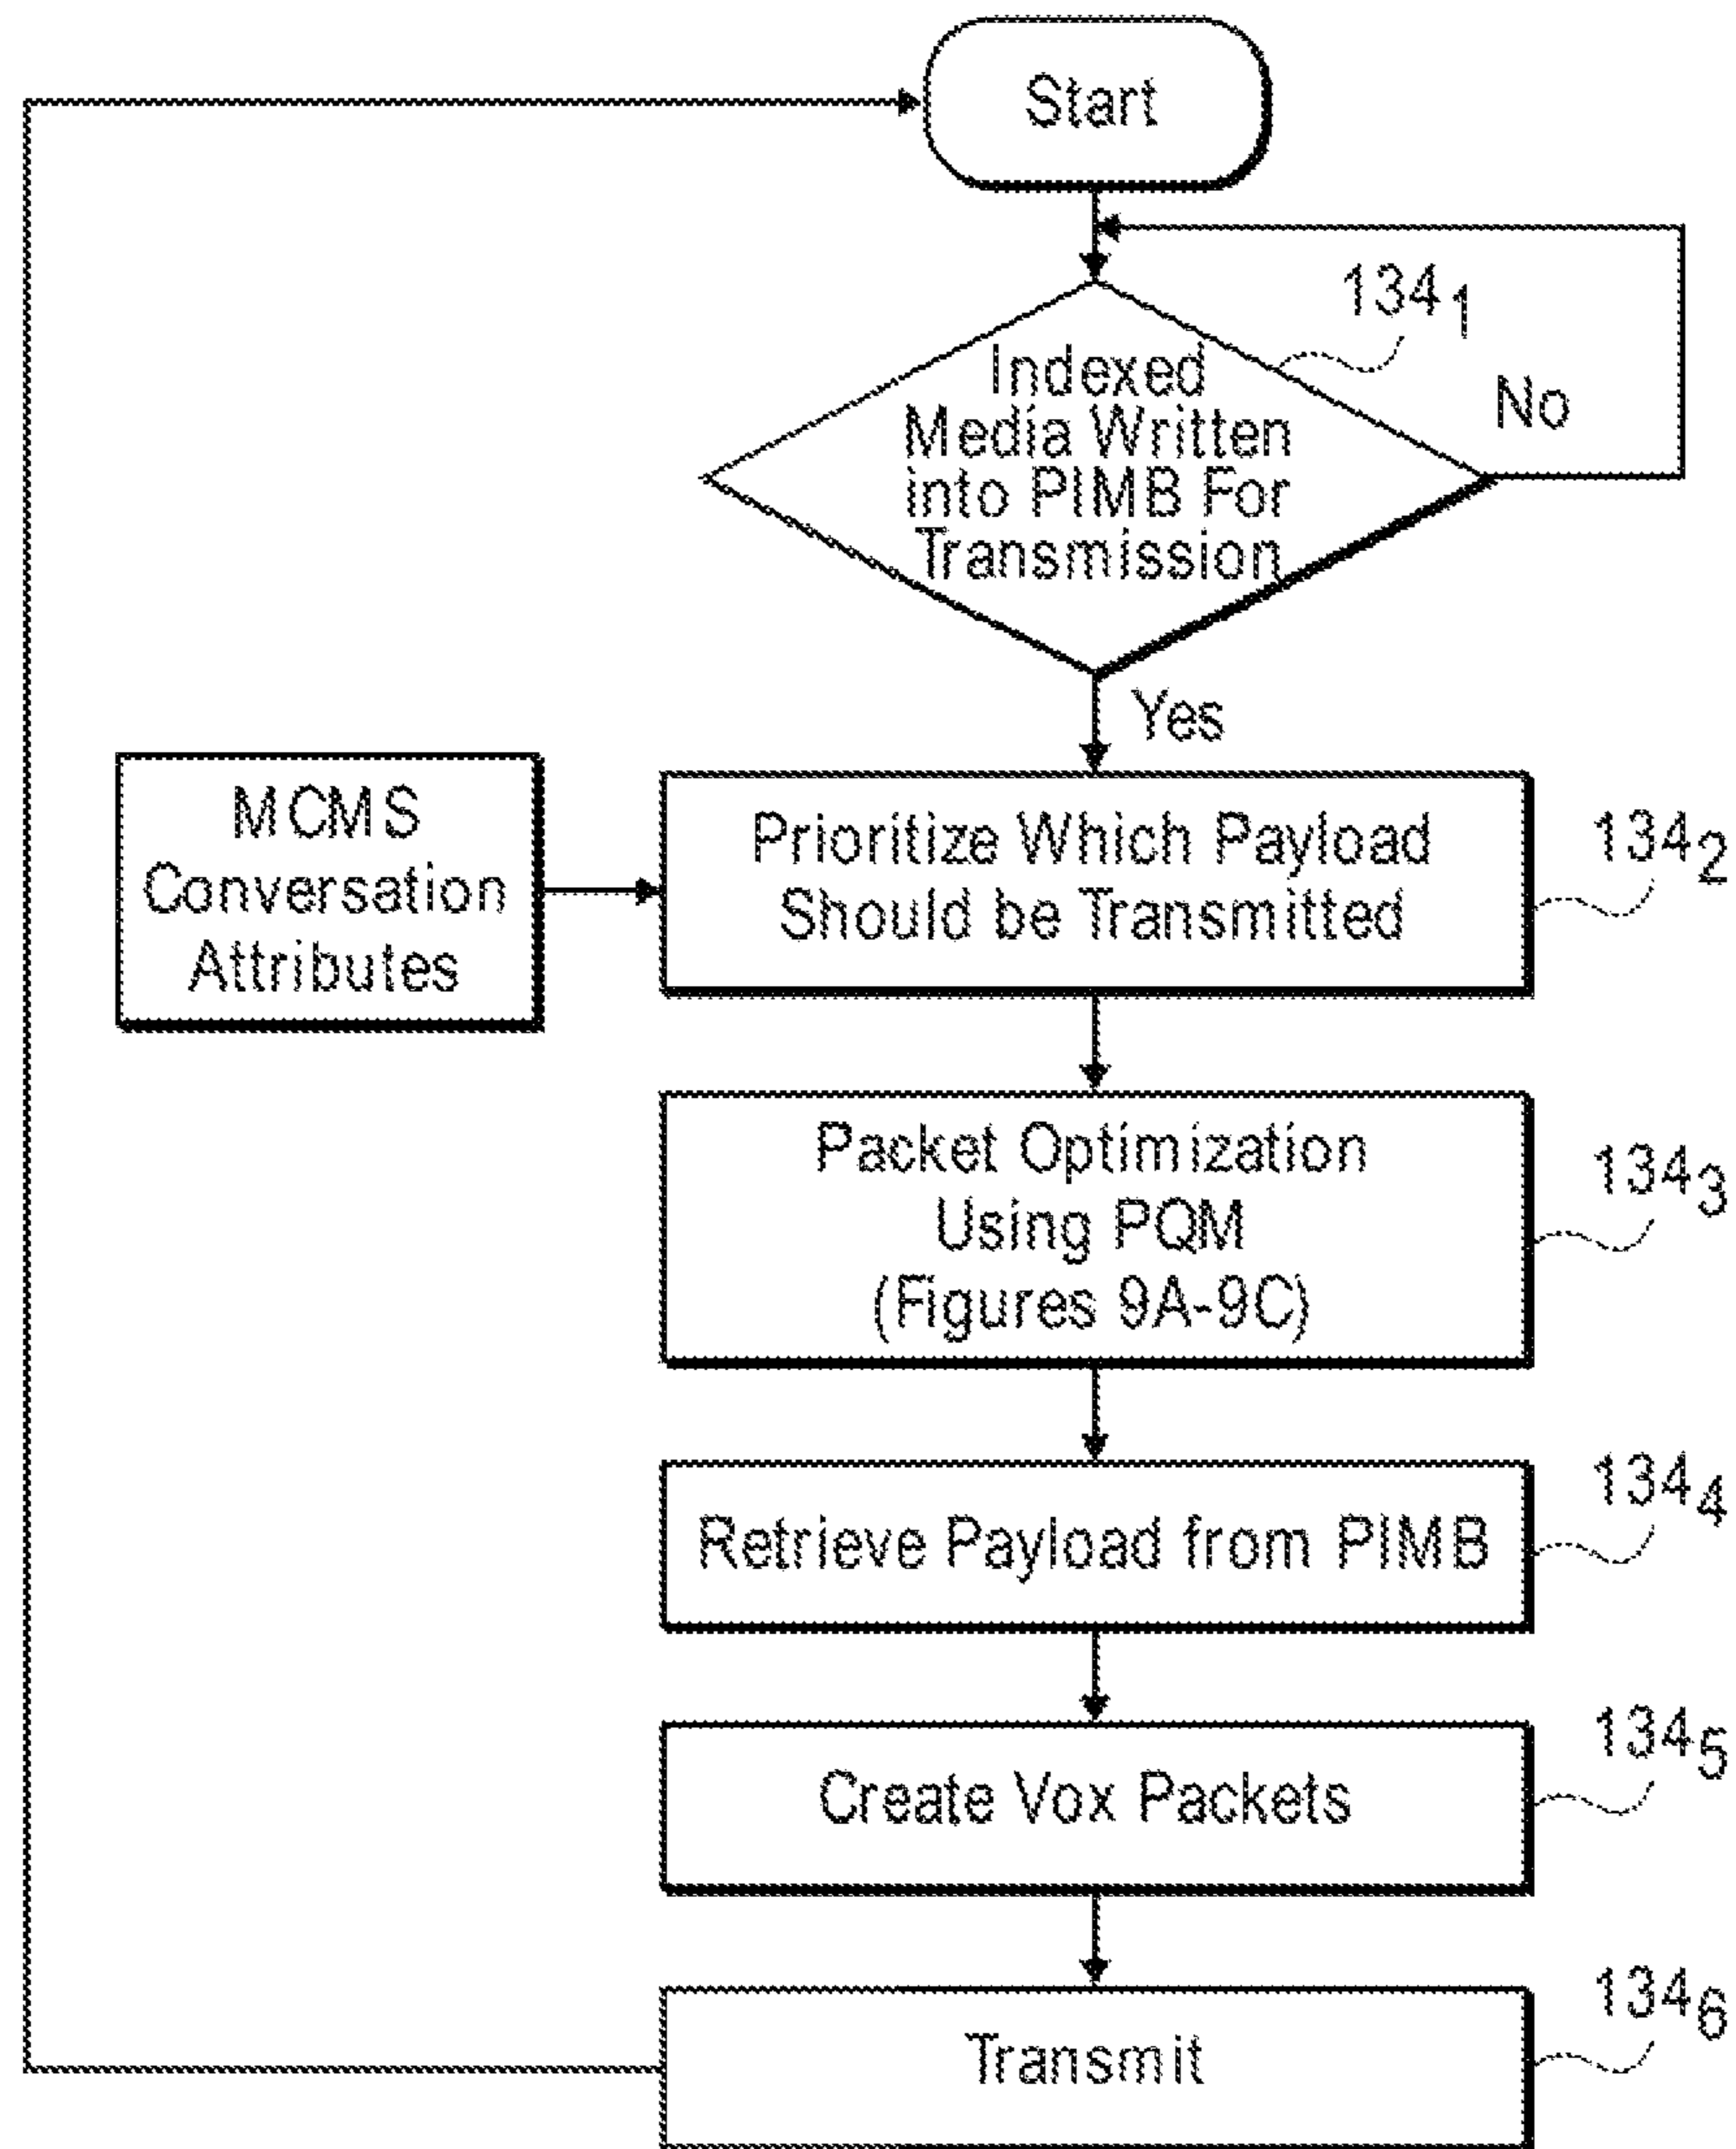 Start
134₁
Indexed
Media Written
into PIMB For
Transmission
No
Yes
MCMS
Conversation
Attributes
Prioritize Which Payload
Should be Transmitted
134₂
Packet Optimization
Using PQM
(Figures 9A-9C)
134₃
Retrieve Payload from PIMB
134₄
Create Vox Packets
134₅
Transmit
134₆